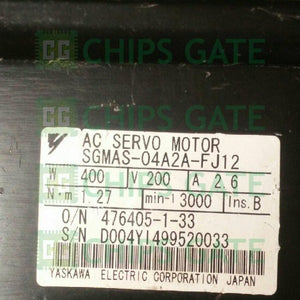 CHIPS GATE
AC SERVO MOTOR
SGMAS-04A2A-FJ12
W 400 V 200 A 2.6
N·m 1.27 min-1 3000 Ins. B
O/N 476405-1-33
S/N D004YI499520033
YASKAWA ELECTRIC CORPORATION JAPAN
CHIPS GATE